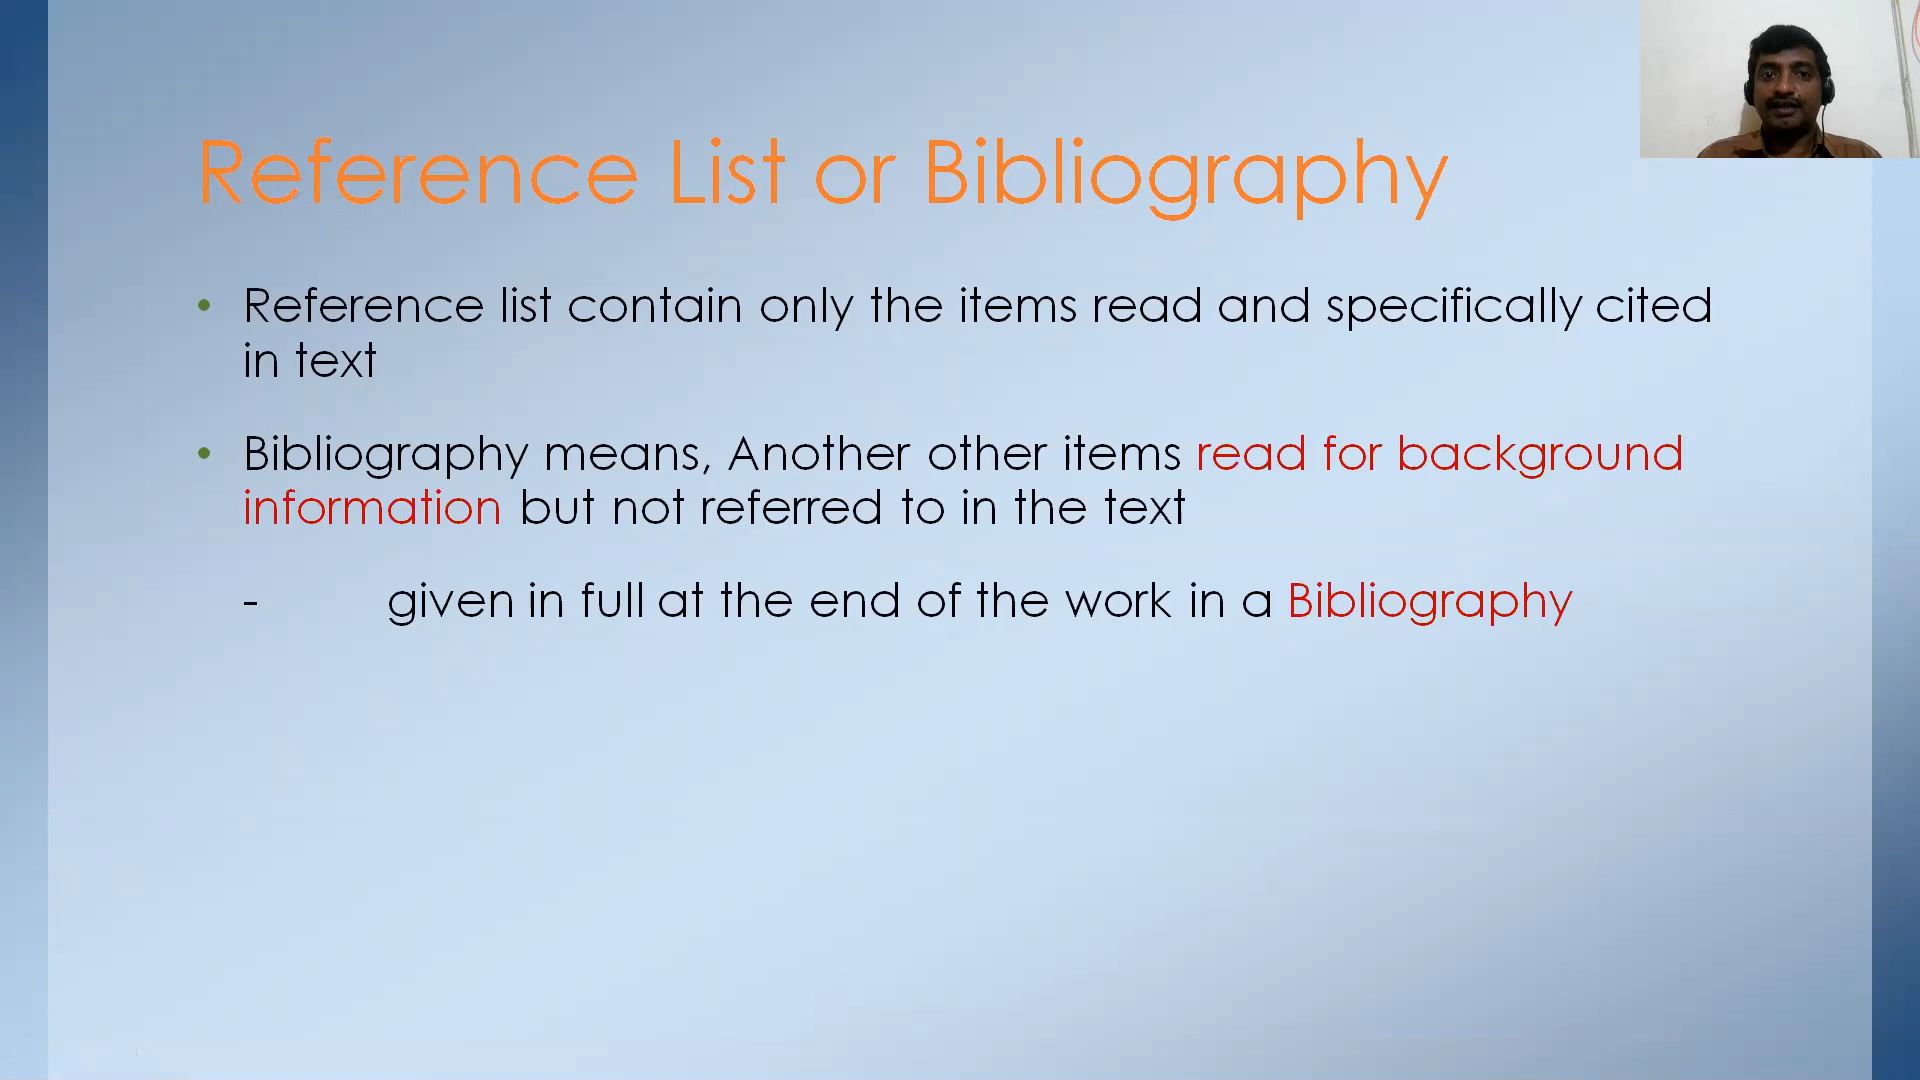 Reference List or Bibliography
• Reference list contain only the items read and specifically cited
in text
• Bibliography means, Another other items read for background
information but not referred to in the text
- given in full at the end of the work in a Bibliography